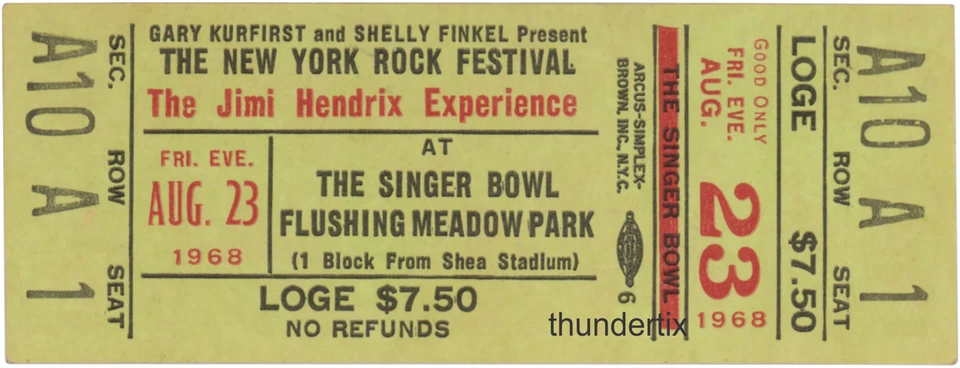 SEC. ROW SEAT
A10 A 1
GARY KURFIRST and SHELLY FINKEL Present
THE NEW YORK ROCK FESTIVAL
The Jimi Hendrix Experience
FRI. EVE.
AUG. 23
1968
AT
THE SINGER BOWL
FLUSHING MEADOW PARK
(1 Block From Shea Stadium)
LOGE $7.50
NO REFUNDS
ARCUS-SIMPLEX-
BROWN, INC., N.Y.C.
6
THE SINGER BOWL
GOOD ONLY
FRI. EVE.
AUG.
23
1968
LOGE $7.50
SEC. ROW SEAT
A10 A 1
thundertix